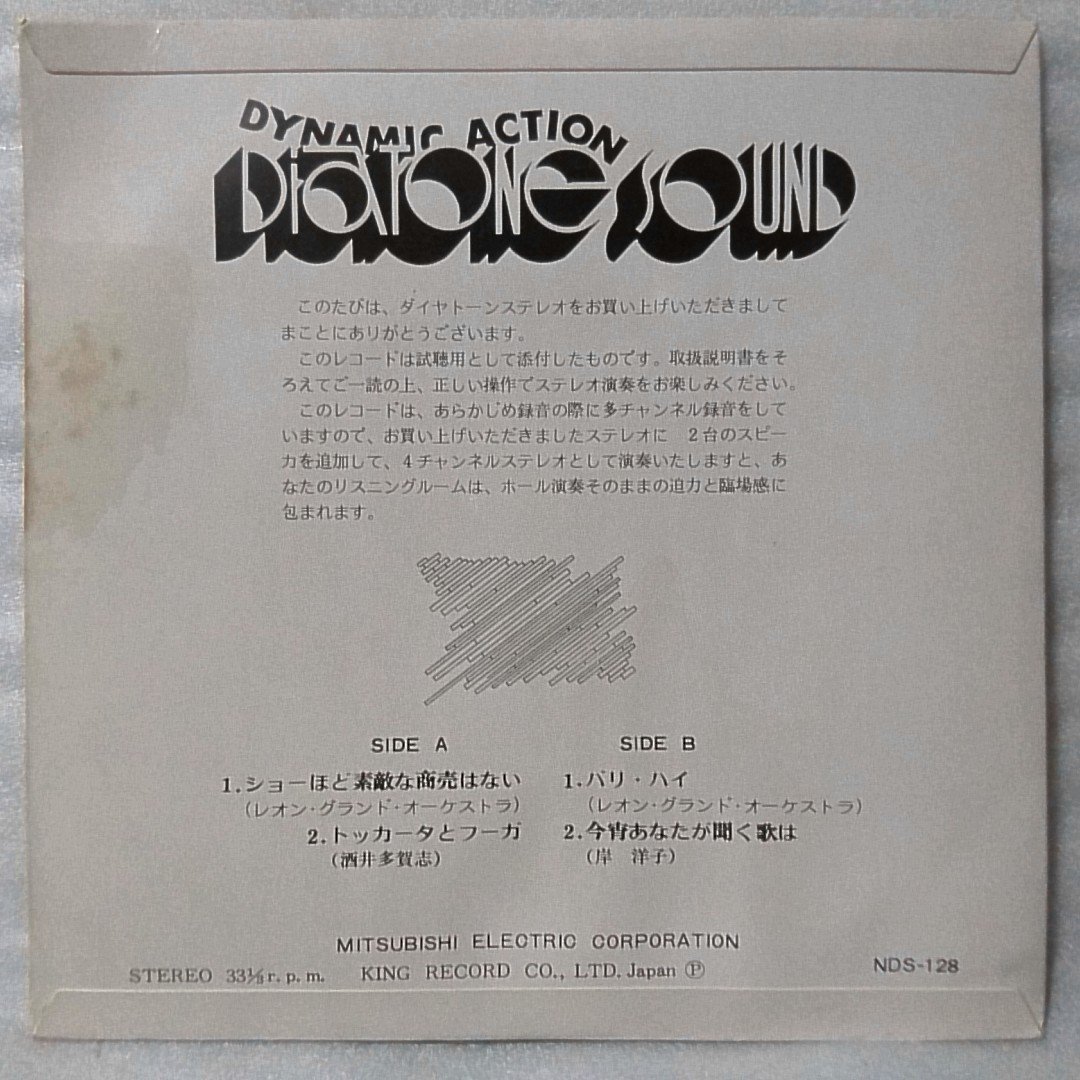 DYNAMIC ACTION
DIATONE SOUND
このたびは、ダイヤトーンステレオをお買い上げいただきまして
まことにありがとうございます。
このレコードは試聴用として添付したものです。取扱説明書をそ
ろえてご一読の上、正しい操作でステレオ演奏をお楽しみください。
このレコードは、あらかじめ録音の際に多チャンネル録音をして
いますので、お買い上げいただきましたステレオに 2台のスピー
カを追加して、4チャンネルステレオとして演奏いたしますと、あ
なたのリスニングルームは、ホール演奏そのままの迫力と臨場感に
包まれます。
SIDE A
1.ショーほど素敵な商売はない
(レオン・グランド・オーケストラ)
2.トッカータとフーガ
(酒井多賀志)
SIDE B
1.バリ・ハイ
(レオン・グランド・オーケストラ)
2.今宵あなたが聞く歌は
(岸 洋子)
MITSUBISHI ELECTRIC CORPORATION
STEREO 33⅓ r. p. m. KING RECORD CO., LTD. Japan Ⓟ NDS-128